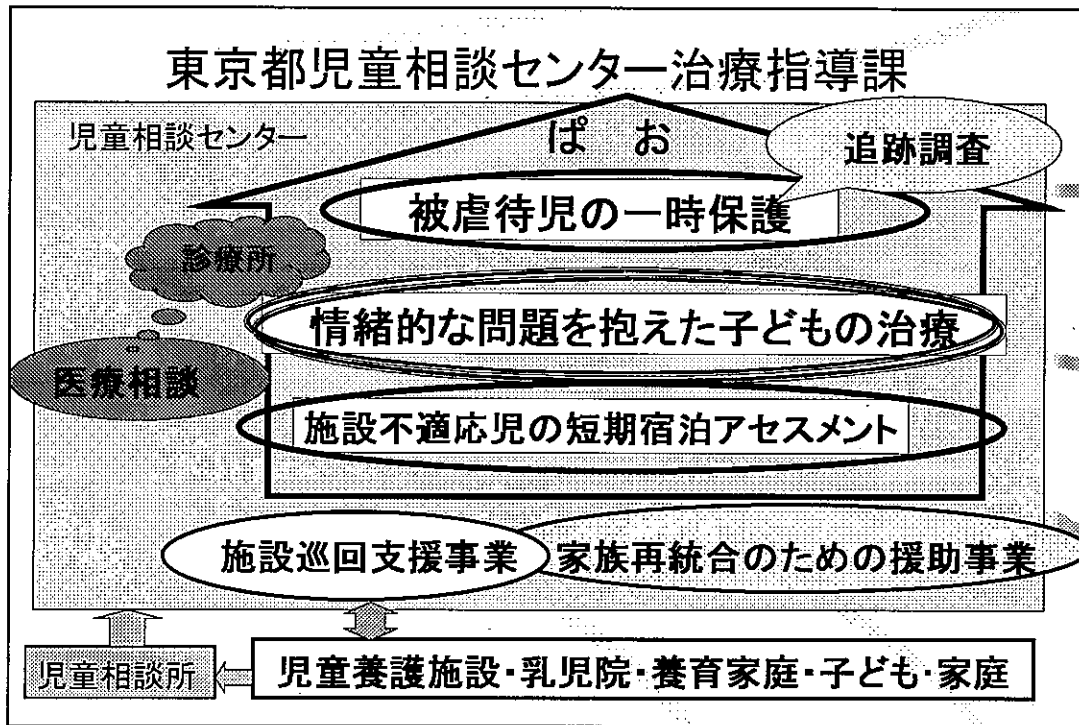 東京都児童相談センター治療指導課
児童相談センター
ぱ お
追跡調査
被虐待児の一時保護
診療所
情緒的な問題を抱えた子どもの治療
医療相談
施設不適応児の短期宿泊アセスメント
施設巡回支援事業
家族再統合のための援助事業
児童相談所
児童養護施設・乳児院・養育家庭・子ども・家庭